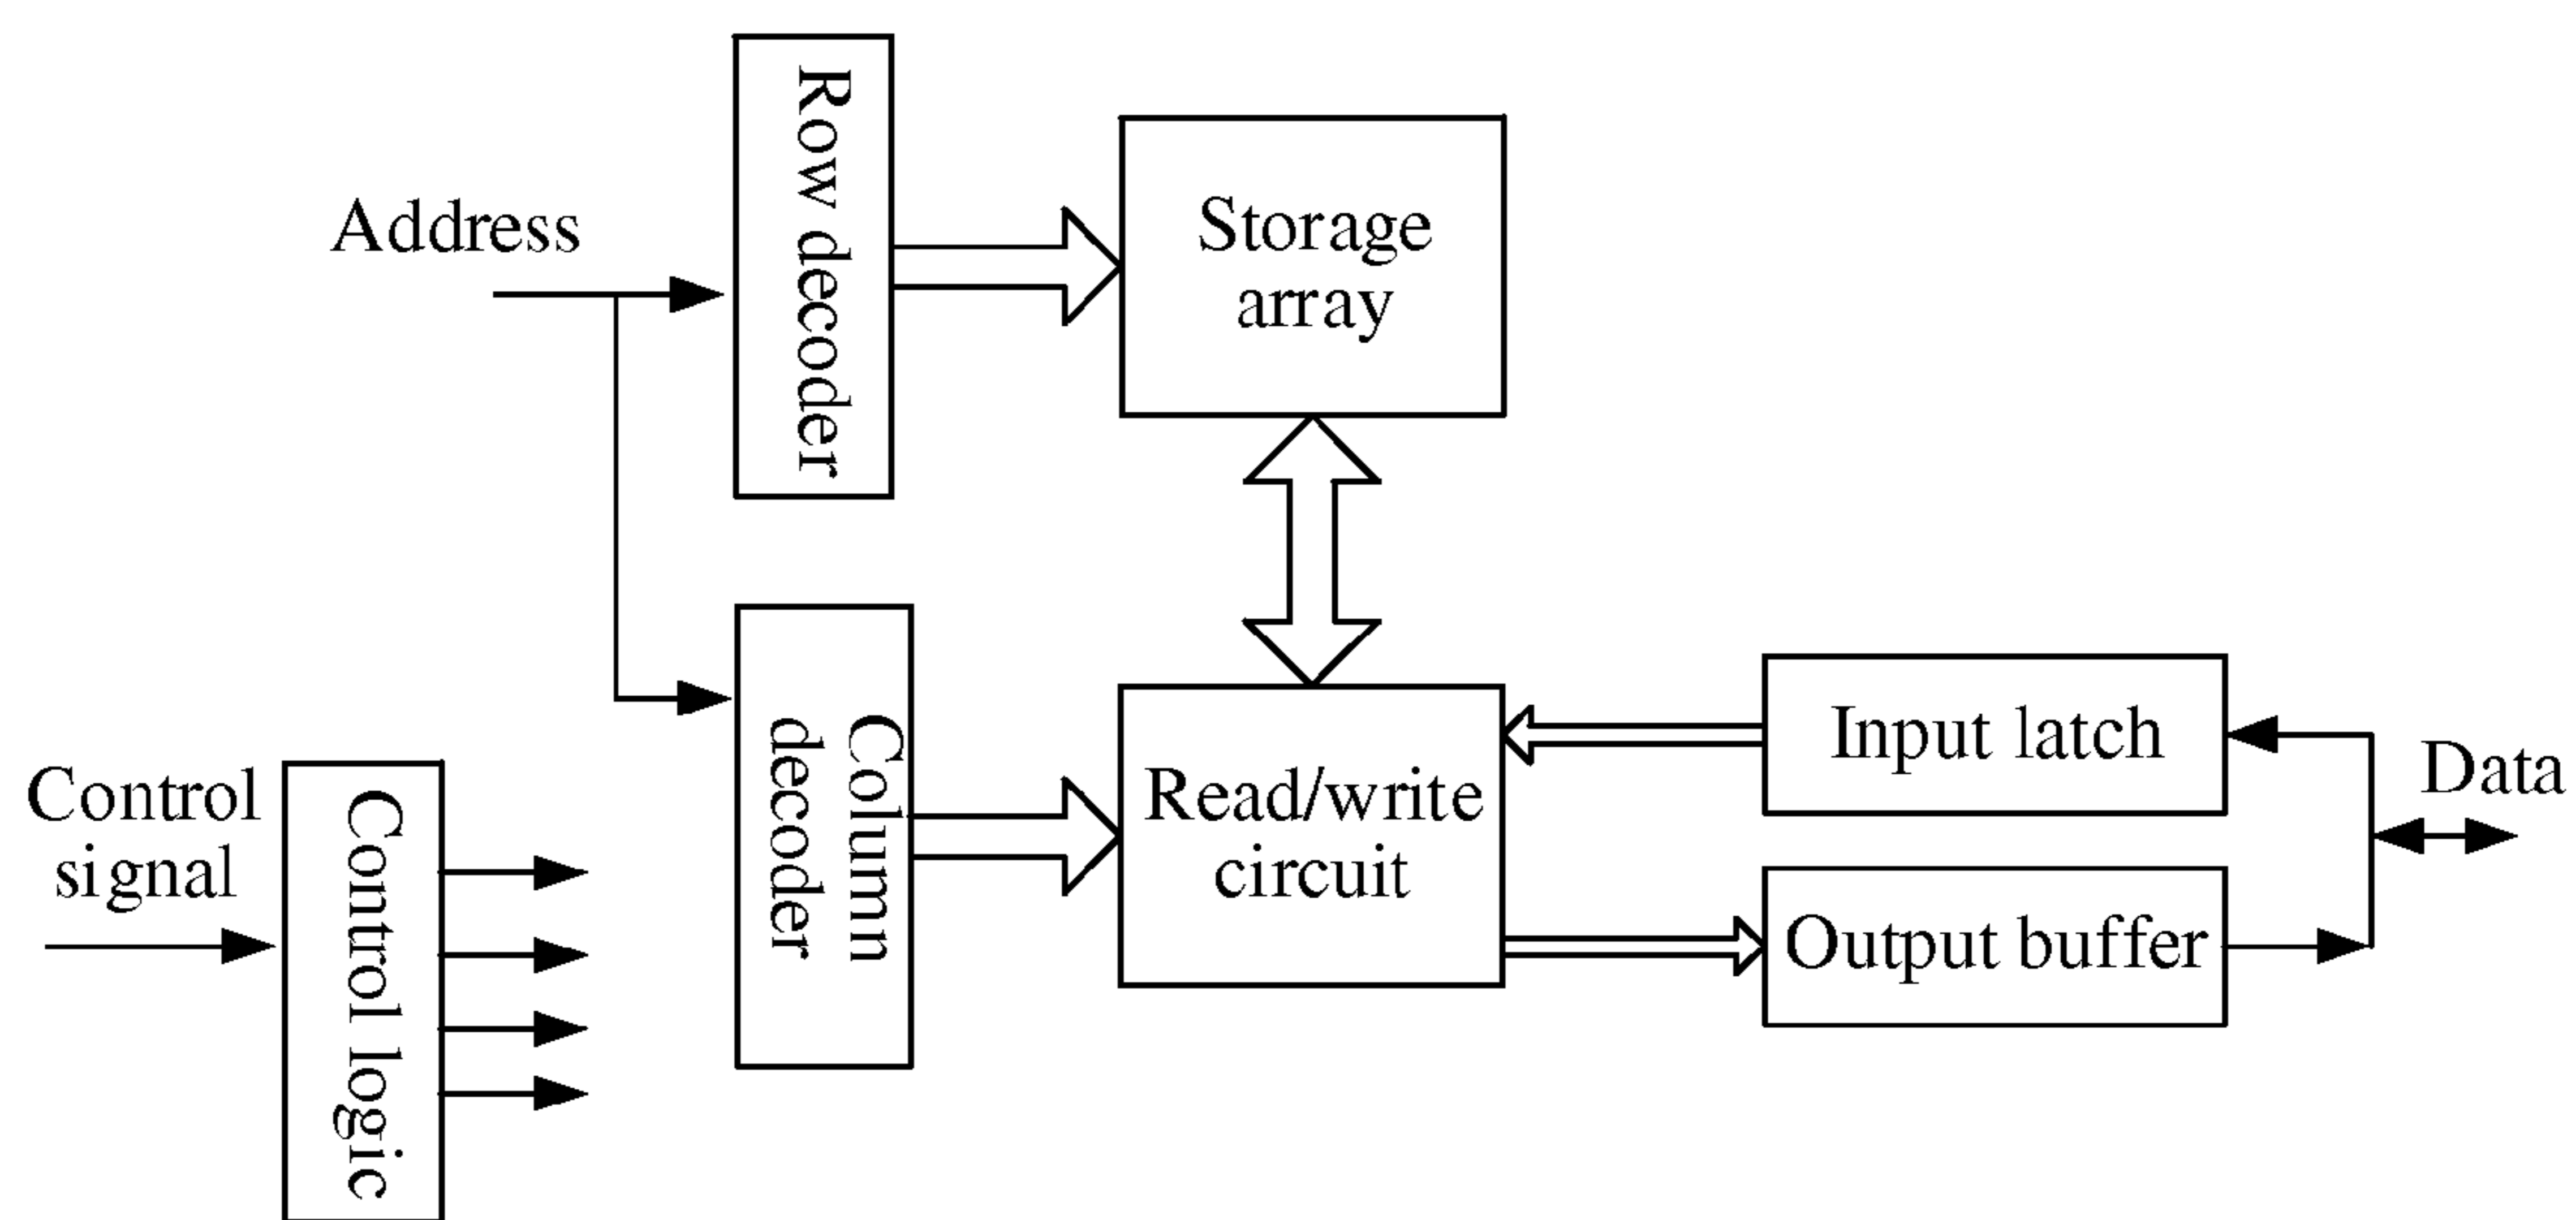 Row decoder
Storage
array
Address
Column
decoder
Read/write
circuit
Input latch
Output buffer
Data
Control
signal
Control logic